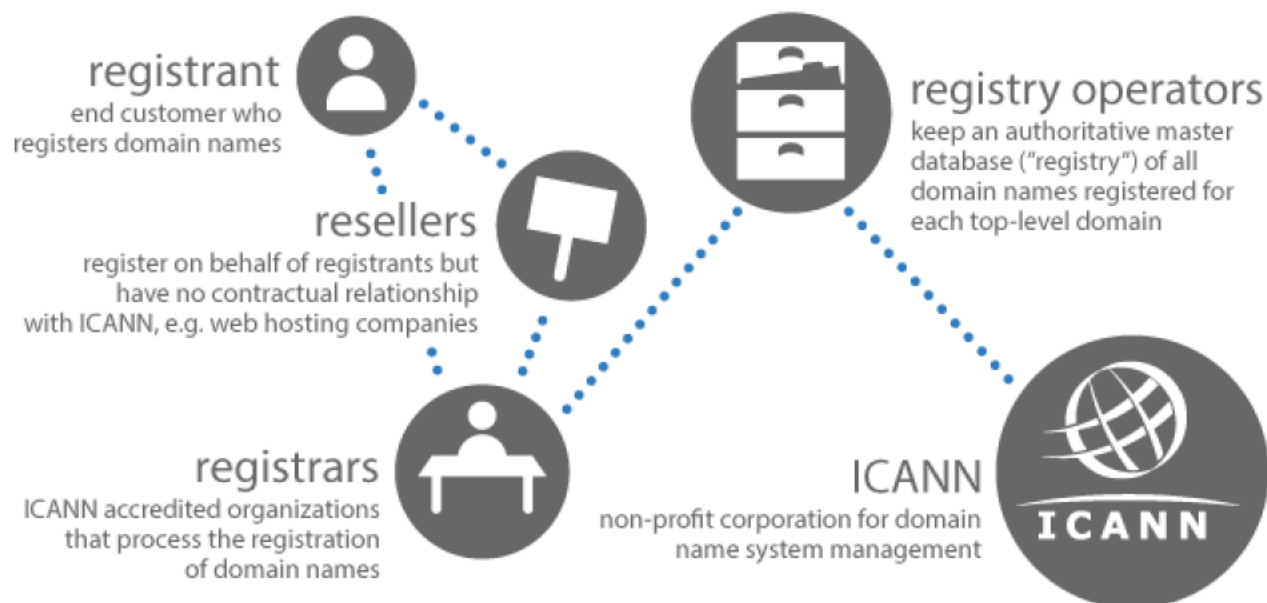 registrant
end customer who
registers domain names
resellers
register on behalf of registrants but
have no contractual relationship
with ICANN, e.g. web hosting companies
registrars
ICANN accredited organizations
that process the registration
of domain names
registry operators
keep an authoritative master
database (“registry”) of all
domain names registered for
each top-level domain
ICANN
non-profit corporation for domain
name system management
ICANN